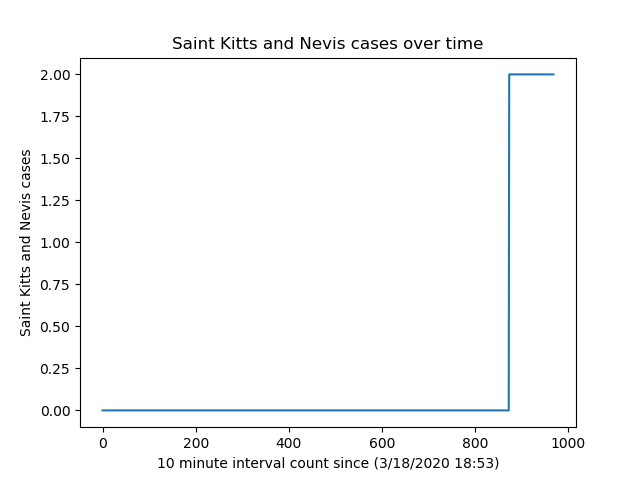 Saint Kitts and Nevis cases over time
Saint Kitts and Nevis cases
2.00
1.75
1.50
1.25
1.00
0.75
0.50
0.25
0.00
0 200 400 600 800 1000
10 minute interval count since (3/18/2020 18:53)